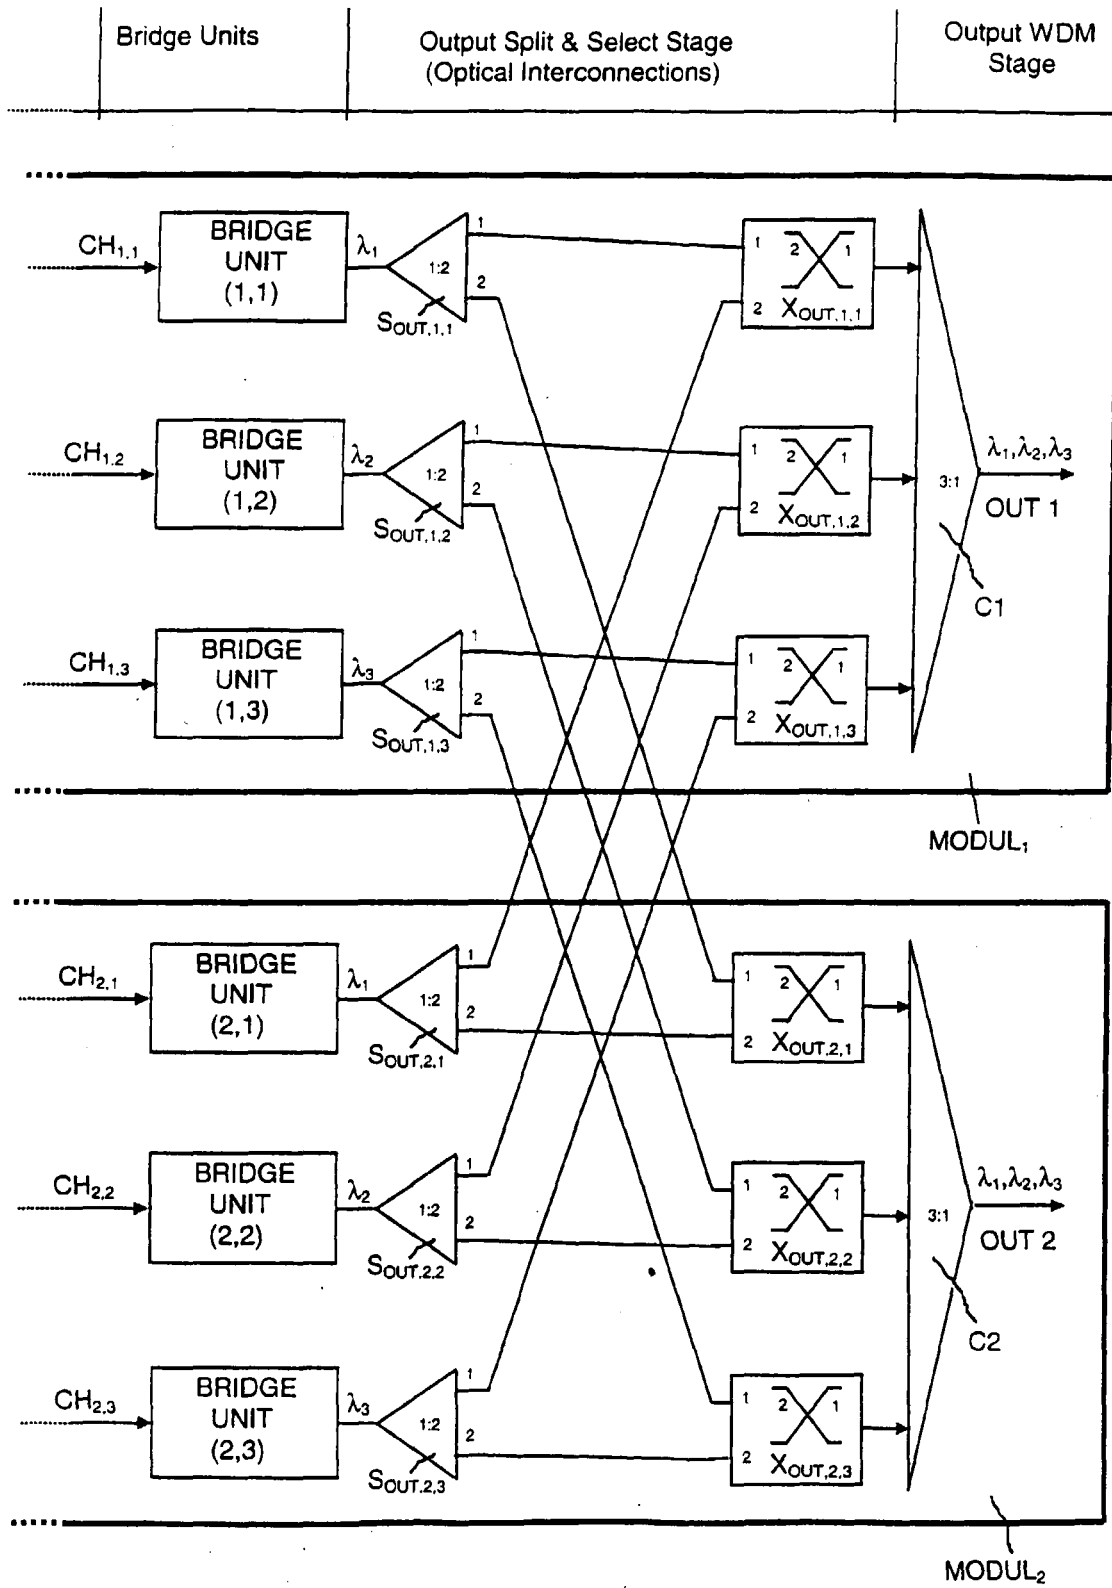 Bridge Units
Output Split & Select Stage
(Optical Interconnections)
Output WDM
Stage
CH1,1
BRIDGE
UNIT
(1,1)
λ1
1:2
1
2
SOUT,1,1
1
2
2 1
XOUT,1,1
CH1,2
BRIDGE
UNIT
(1,2)
λ2
1:2
1
2
SOUT,1,2
1
2
2 1
XOUT,1,2
3:1
λ1,λ2,λ3
OUT 1
C1
CH1,3
BRIDGE
UNIT
(1,3)
λ3
1:2
1
2
SOUT,1,3
1
2
2 1
XOUT,1,3
MODUL1
CH2,1
BRIDGE
UNIT
(2,1)
λ1
1:2
1
2
SOUT,2,1
1
2
2 1
XOUT,2,1
CH2,2
BRIDGE
UNIT
(2,2)
λ2
1:2
1
2
SOUT,2,2
1
2
2 1
XOUT,2,2
3:1
λ1,λ2,λ3
OUT 2
C2
CH2,3
BRIDGE
UNIT
(2,3)
λ3
1:2
1
2
SOUT,2,3
1
2
2 1
XOUT,2,3
MODUL2